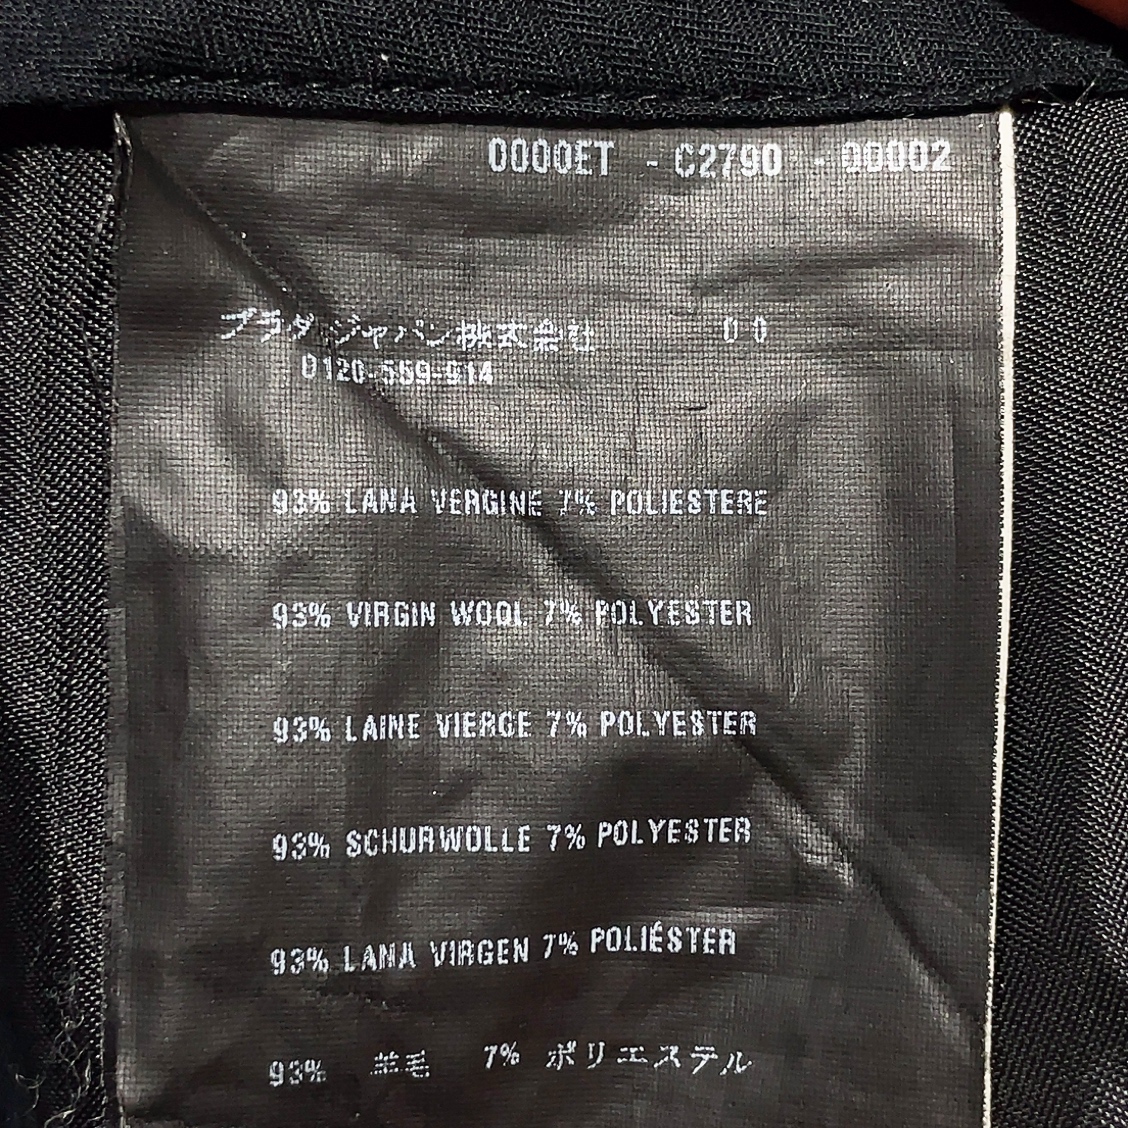 0000ET - C2790 - 00002
プラダ ジャパン株式会社 0 0
0120-559-914
93% LANA VERGINE 7% POLIESTERE
93% VIRGIN WOOL 7% POLYESTER
93% LAINE VIERGE 7% POLYESTER
93% SCHURWOLLE 7% POLYESTER
93% LANA VIRGEN 7% POLIÉSTER
93% 羊毛 7% ポリエステル